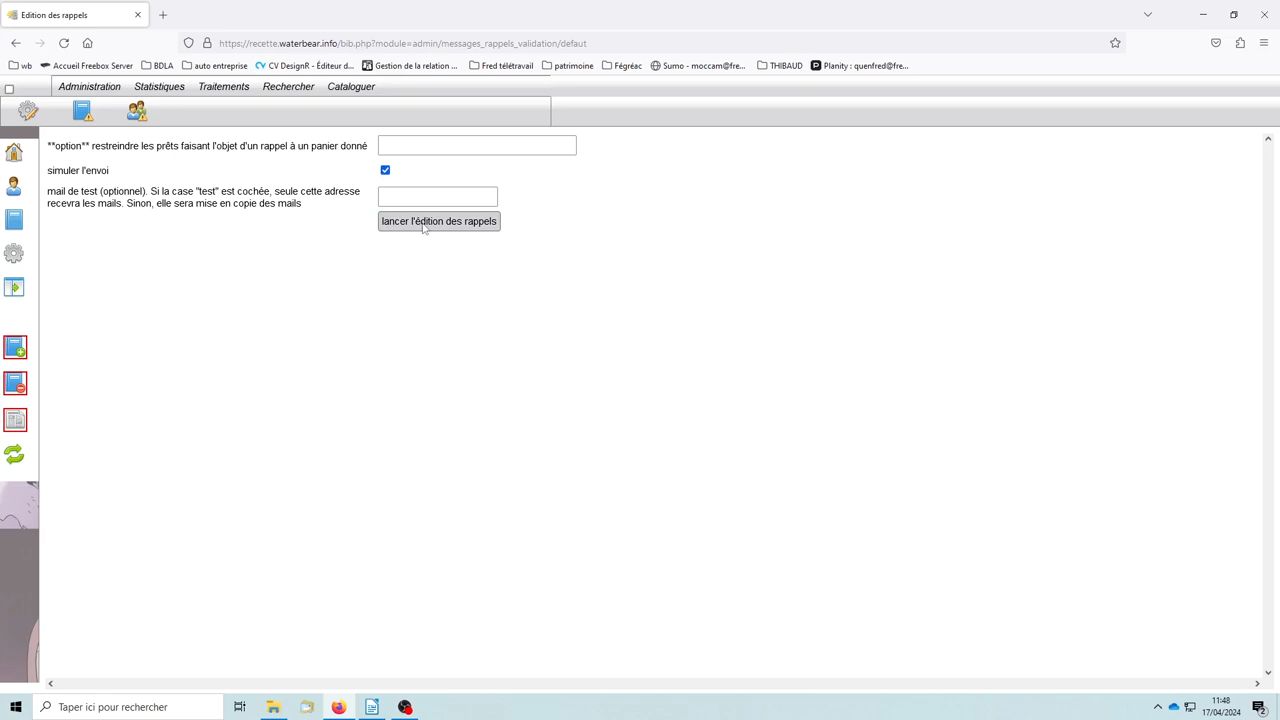 Edition des rappels
https://recette.waterbear.info/bib.php?module=admin/messages_rappels_validation/defaut
wb Accueil Freebox Server BDLA auto entreprise CV DesignR - Éditeur d... Gestion de la relation ... Fred télétravail patrimoine Fégréac Sumo - moccam@fre... THIBAUD Planity : quenfred@fre...
Administration Statistiques Traitements Rechercher Cataloguer
**option** restreindre les prêts faisant l'objet d'un rappel à un panier donné
simuler l'envoi
mail de test (optionnel). Si la case "test" est cochée, seule cette adresse
recevra les mails. Sinon, elle sera mise en copie des mails
lancer l'édition des rappels
Taper ici pour rechercher
11:48
17/04/2024
2